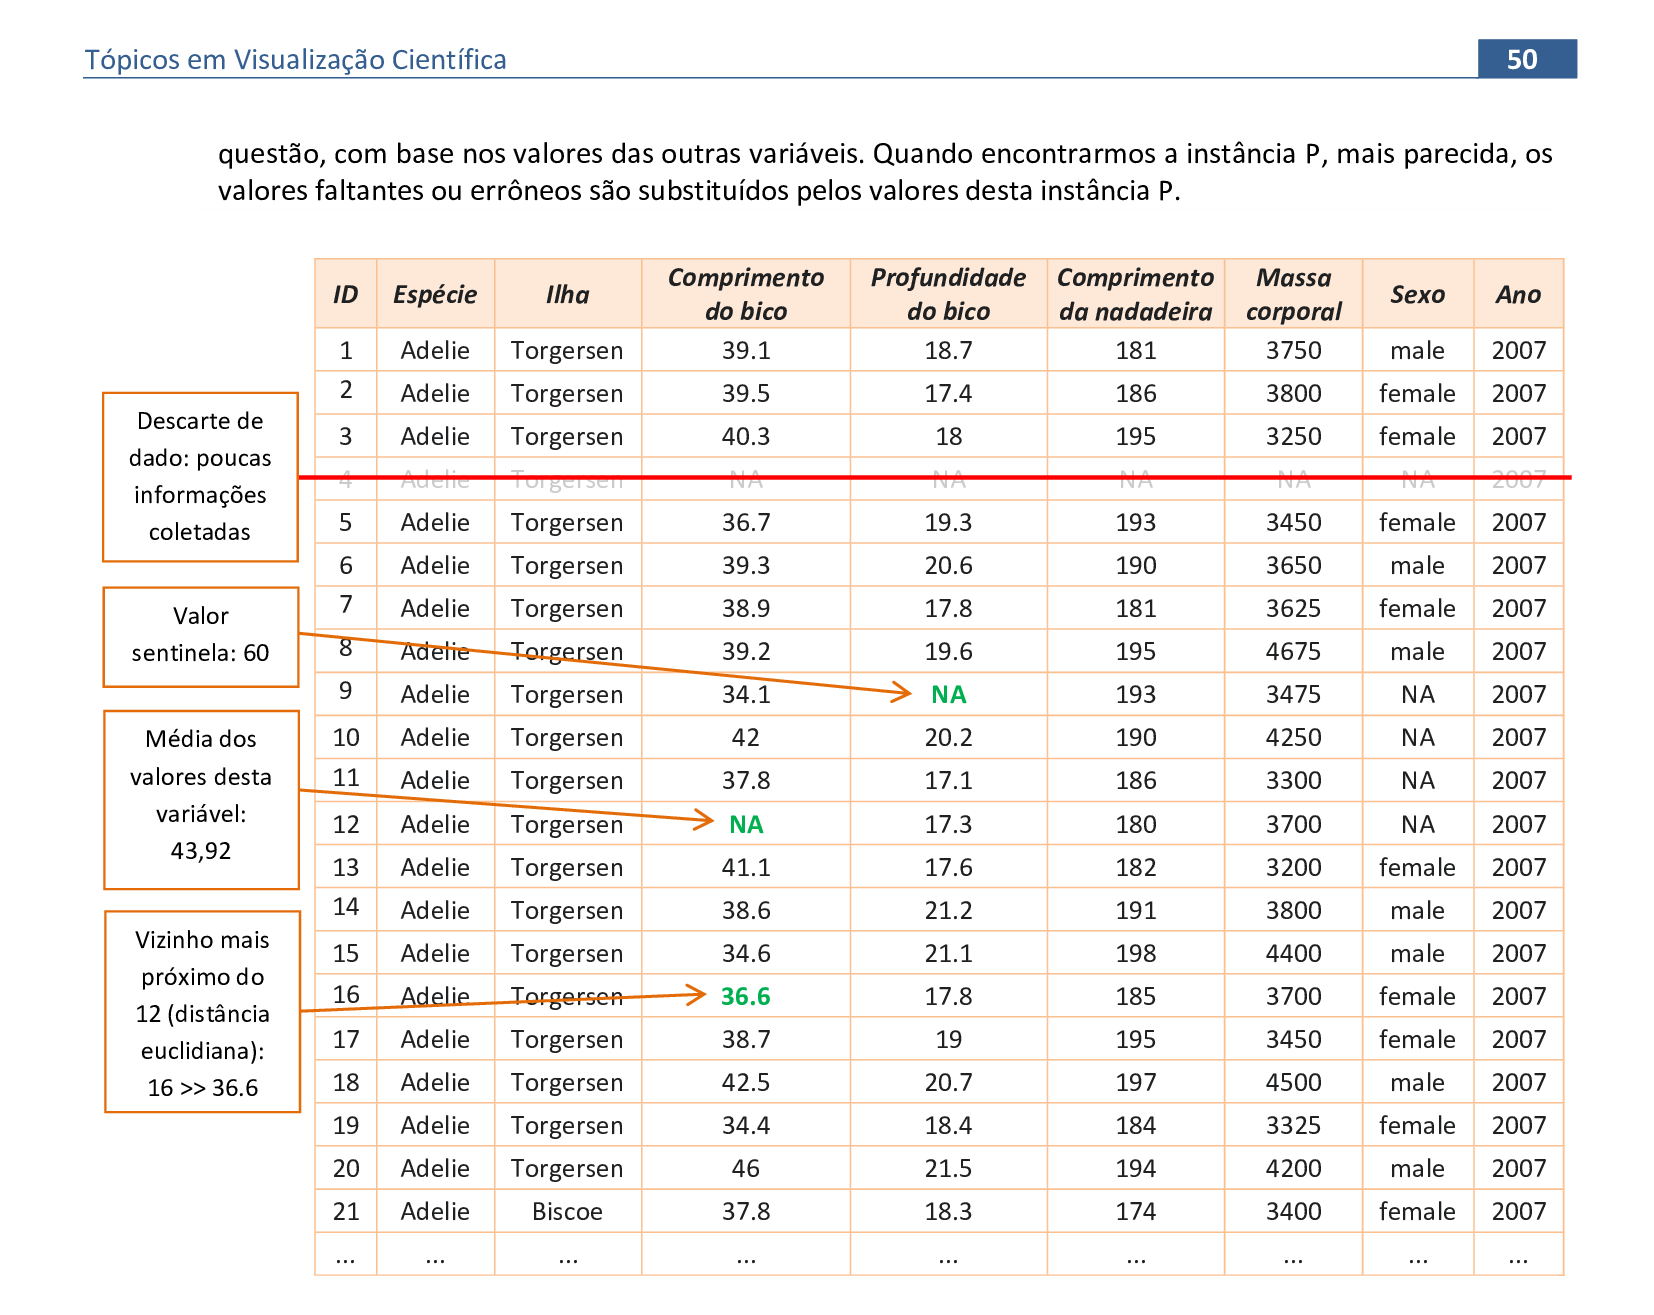 Tópicos em Visualização Científica 50
questão, com base nos valores das outras variáveis. Quando encontrarmos a instância P, mais parecida, os
valores faltantes ou errôneos são substituídos pelos valores desta instância P.
ID Espécie Ilha Comprimento do bico Profundidade do bico Comprimento da nadadeira Massa corporal Sexo Ano
1 Adelie Torgersen 39.1 18.7 181 3750 male 2007
2 Adelie Torgersen 39.5 17.4 186 3800 female 2007
3 Adelie Torgersen 40.3 18 195 3250 female 2007
4 Adelie Torgersen NA NA NA NA NA 2007
5 Adelie Torgersen 36.7 19.3 193 3450 female 2007
6 Adelie Torgersen 39.3 20.6 190 3650 male 2007
7 Adelie Torgersen 38.9 17.8 181 3625 female 2007
8 Adelie Torgersen 39.2 19.6 195 4675 male 2007
9 Adelie Torgersen 34.1 NA 193 3475 NA 2007
10 Adelie Torgersen 42 20.2 190 4250 NA 2007
11 Adelie Torgersen 37.8 17.1 186 3300 NA 2007
12 Adelie Torgersen NA 17.3 180 3700 NA 2007
13 Adelie Torgersen 41.1 17.6 182 3200 female 2007
14 Adelie Torgersen 38.6 21.2 191 3800 male 2007
15 Adelie Torgersen 34.6 21.1 198 4400 male 2007
16 Adelie Torgersen 36.6 17.8 185 3700 female 2007
17 Adelie Torgersen 38.7 19 195 3450 female 2007
18 Adelie Torgersen 42.5 20.7 197 4500 male 2007
19 Adelie Torgersen 34.4 18.4 184 3325 female 2007
20 Adelie Torgersen 46 21.5 194 4200 male 2007
21 Adelie Biscoe 37.8 18.3 174 3400 female 2007
... ... ... ... ... ... ... ... ...
Descarte de
dado: poucas
informações
coletadas
Valor
sentinela: 60
Média dos
valores desta
variável:
43,92
Vizinho mais
próximo do
12 (distância
euclidiana):
16 >> 36.6